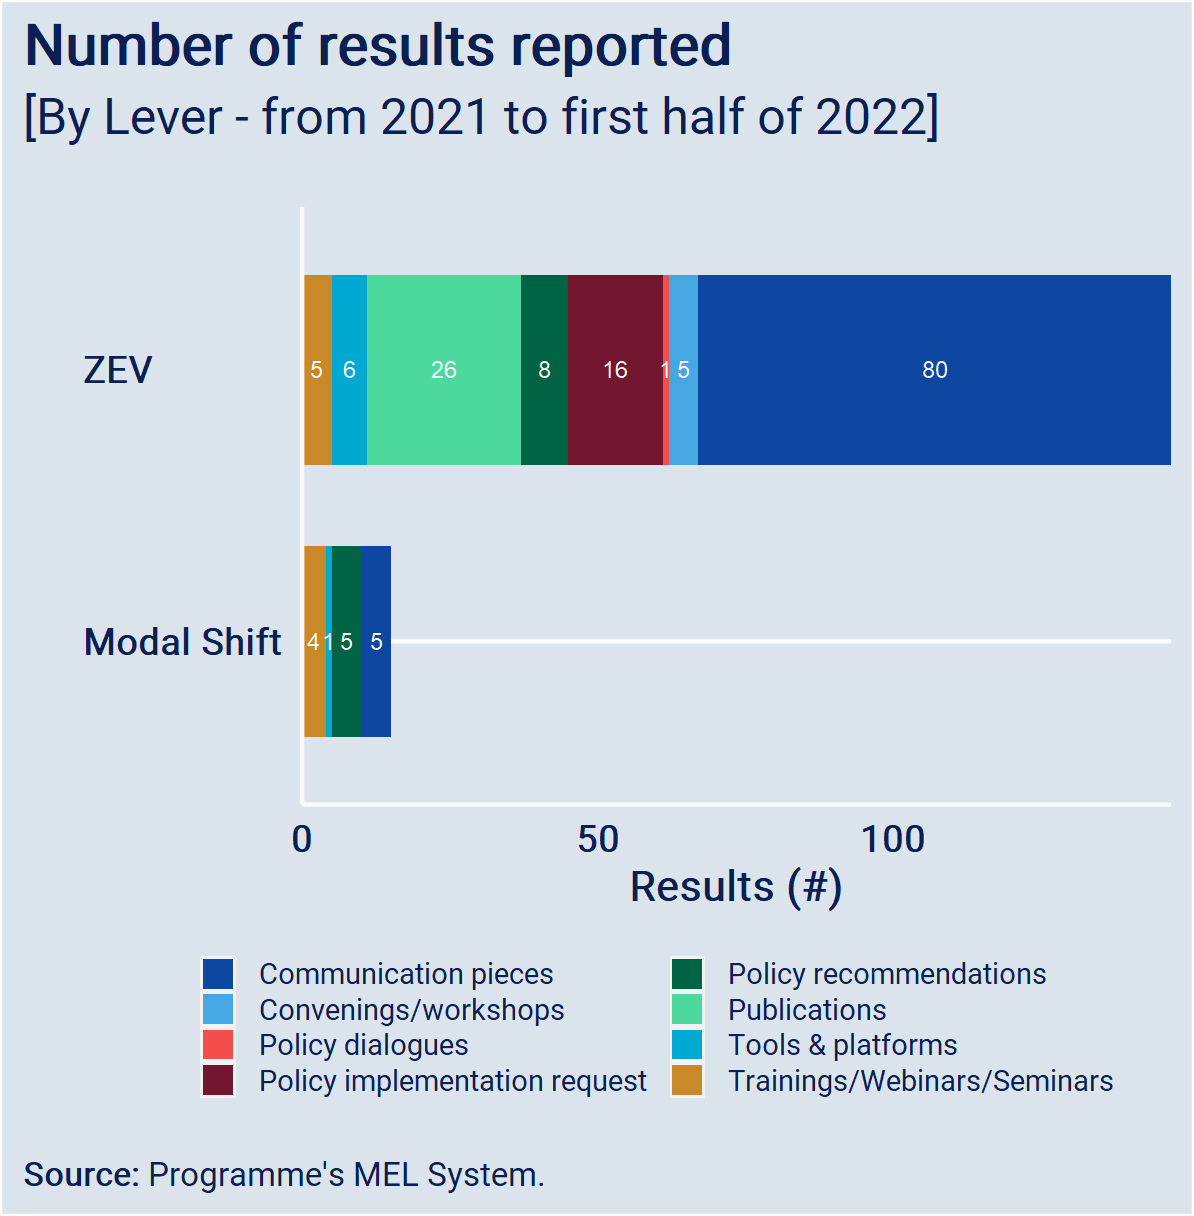 Number of results reported
[By Lever - from 2021 to first half of 2022]
ZEV
5 6 26 8 16 1 5 80
Modal Shift
4 1 5 5
0 50 100
Results (#)
Communication pieces
Convenings/workshops
Policy dialogues
Policy implementation request
Policy recommendations
Publications
Tools & platforms
Trainings/Webinars/Seminars
Source: Programme's MEL System.